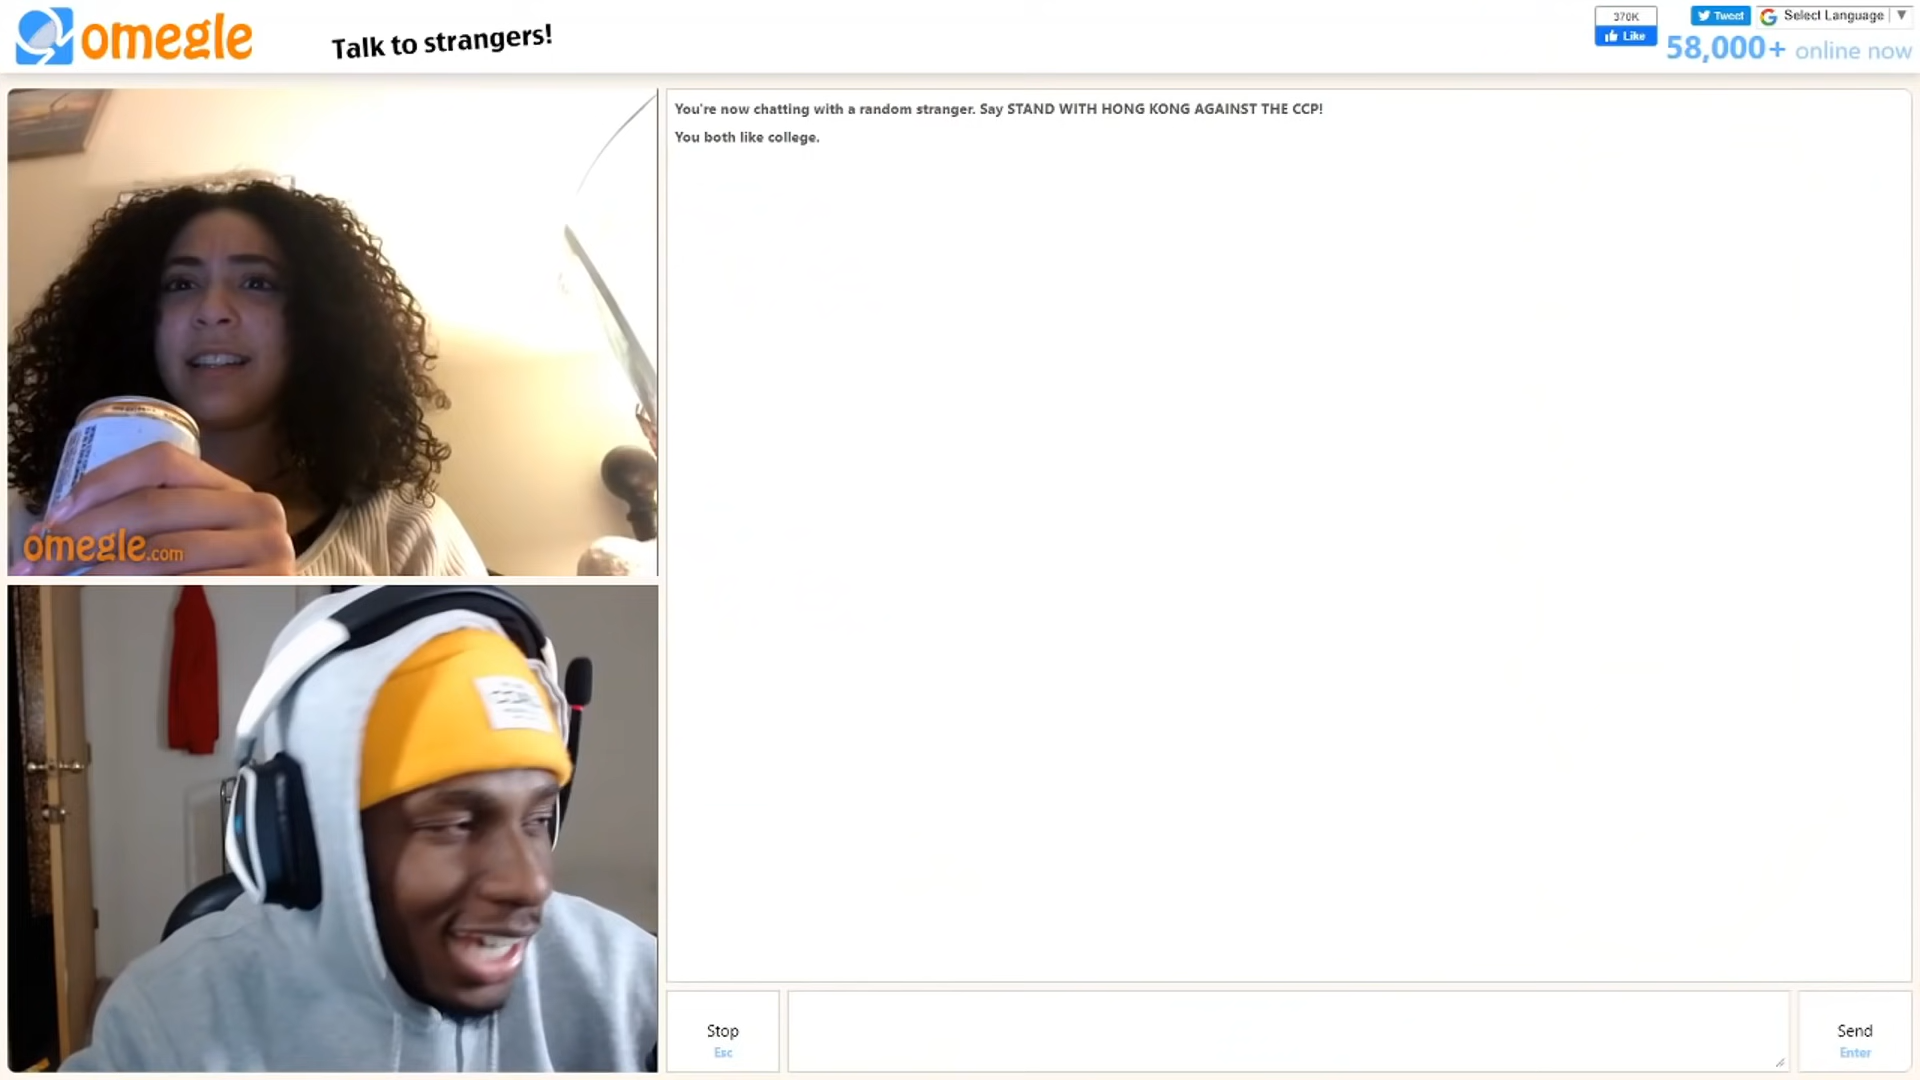 omegle
Talk to strangers!
370K
Like
Tweet
Select Language
58,000+ online now
You're now chatting with a random stranger. Say STAND WITH HONG KONG AGAINST THE CCP!
You both like college.
omegle.com
Stop
Esc
Send
Enter